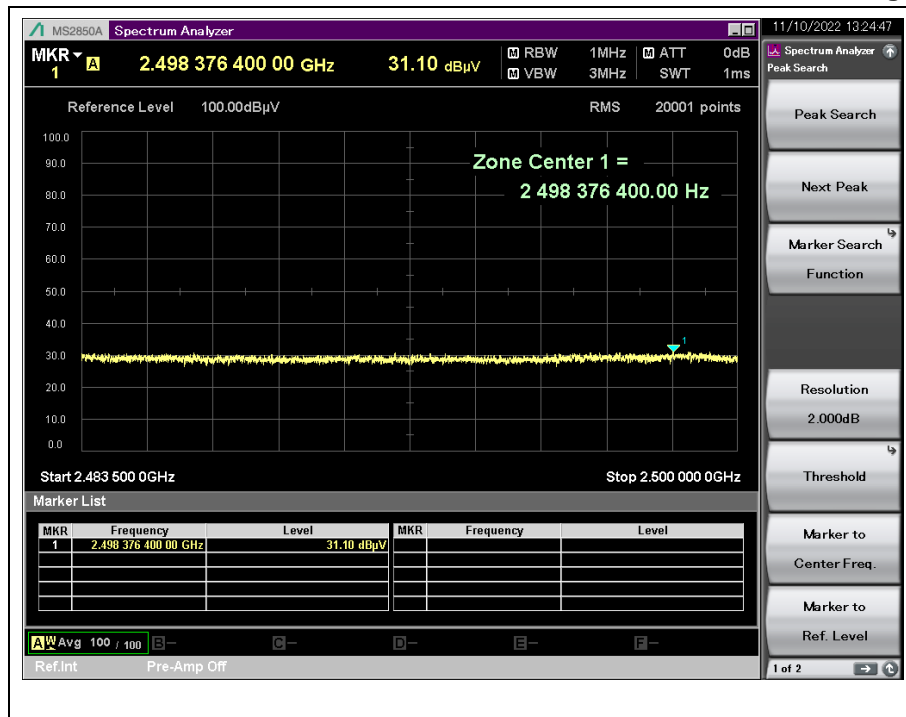 MS2850A Spectrum Analyzer
11/10/2022 13:24:47
MKR 1 A 2.498 376 400 00 GHz 31.10 dBµV
M RBW 1MHz M ATT 0dB
M VBW 3MHz SWT 1ms
Reference Level 100.00dBµV RMS 20001 points
Zone Center 1 =
2 498 376 400.00 Hz
100.0
90.0
80.0
70.0
60.0
50.0
40.0
30.0
20.0
10.0
0.0
1
Start 2.483 500 0GHz Stop 2.500 000 0GHz
Marker List
MKR Frequency Level MKR Frequency Level
1 2.498 376 400 00 GHz 31.10 dBµV
A W Avg 100 / 100 B- C- D- E- F-
Ref.Int Pre-Amp Off
Spectrum Analyzer
Peak Search
Peak Search
Next Peak
Marker Search
Function
Resolution
2.000dB
Threshold
Marker to
Center Freq.
Marker to
Ref. Level
1 of 2